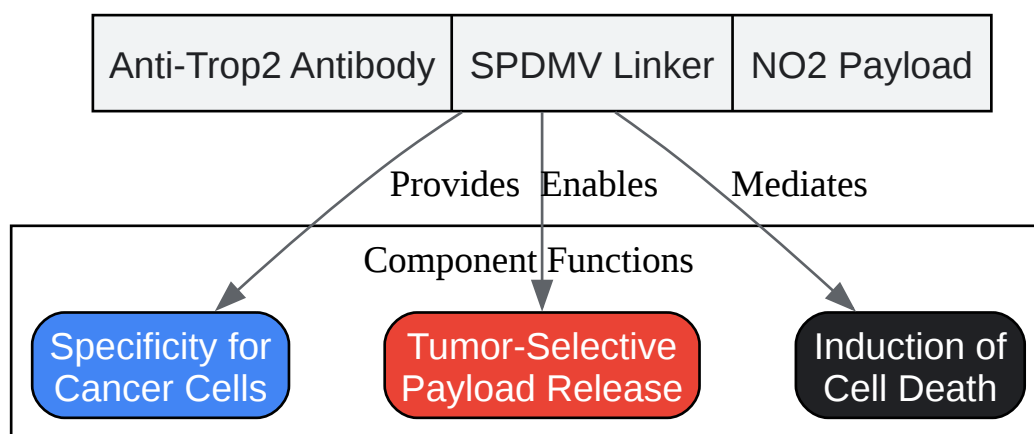 Anti-Trop2 Antibody SPDMV Linker NO2 Payload
Provides Enables Mediates
Component Functions
Specificity for
Cancer Cells
Tumor-Selective
Payload Release
Induction of
Cell Death